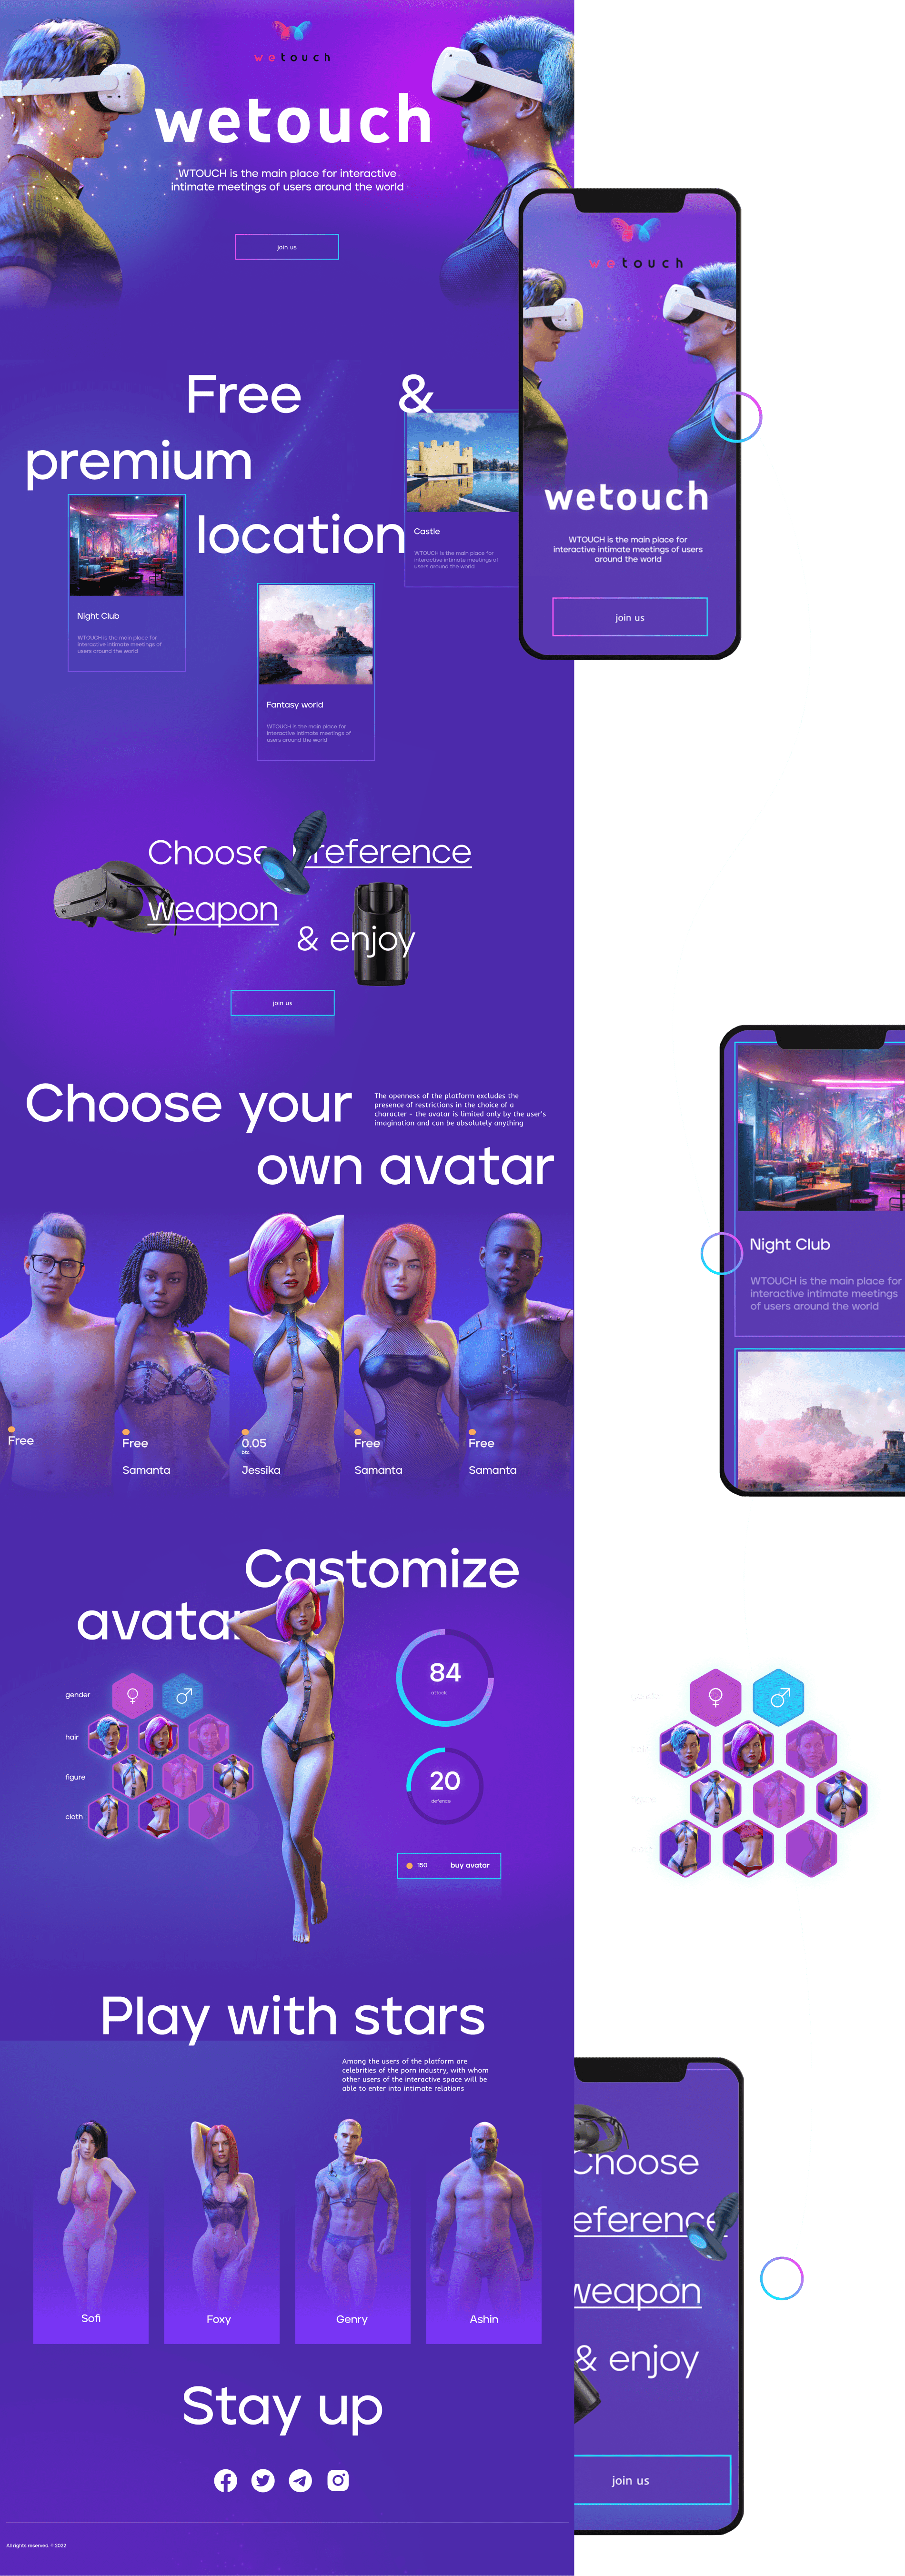 wetouch
wetouch
WTOUCH is the main place for interactive
intimate meetings of users around the world
join us
wetouch
wetouch
WTOUCH is the main place for
interactive intimate meetings of users
around the world
join us
Free &
premium
location
Castle
WTOUCH is the main place for
interactive intimate meetings of
users around the world
Night Club
WTOUCH is the main place for
interactive intimate meetings of
users around the world
Fantasy world
WTOUCH is the main place for
interactive intimate meetings of
users around the world
Choose preference
weapon
& enjoy
join us
Choose your
own avatar
The openness of the platform excludes the
presence of restrictions in the choice of a
character - the avatar is limited only by the user's
imagination and can be absolutely anything
Night Club
WTOUCH is the main place for
interactive intimate meetings
of users around the world
Free
Free
Samanta
0.05
btc
Jessika
Free
Samanta
Free
Samanta
Castomize
avatar
gender
hair
figure
cloth
84
attack
20
defence
150 buy avatar
Play with stars
Among the users of the platform are
celebrities of the porn industry, with whom
other users of the interactive space will be
able to enter into intimate relations
Sofi
Foxy
Genry
Ashin
Choose
eference
weapon
& enjoy
join us
Stay up
All rights reserved. © 2022